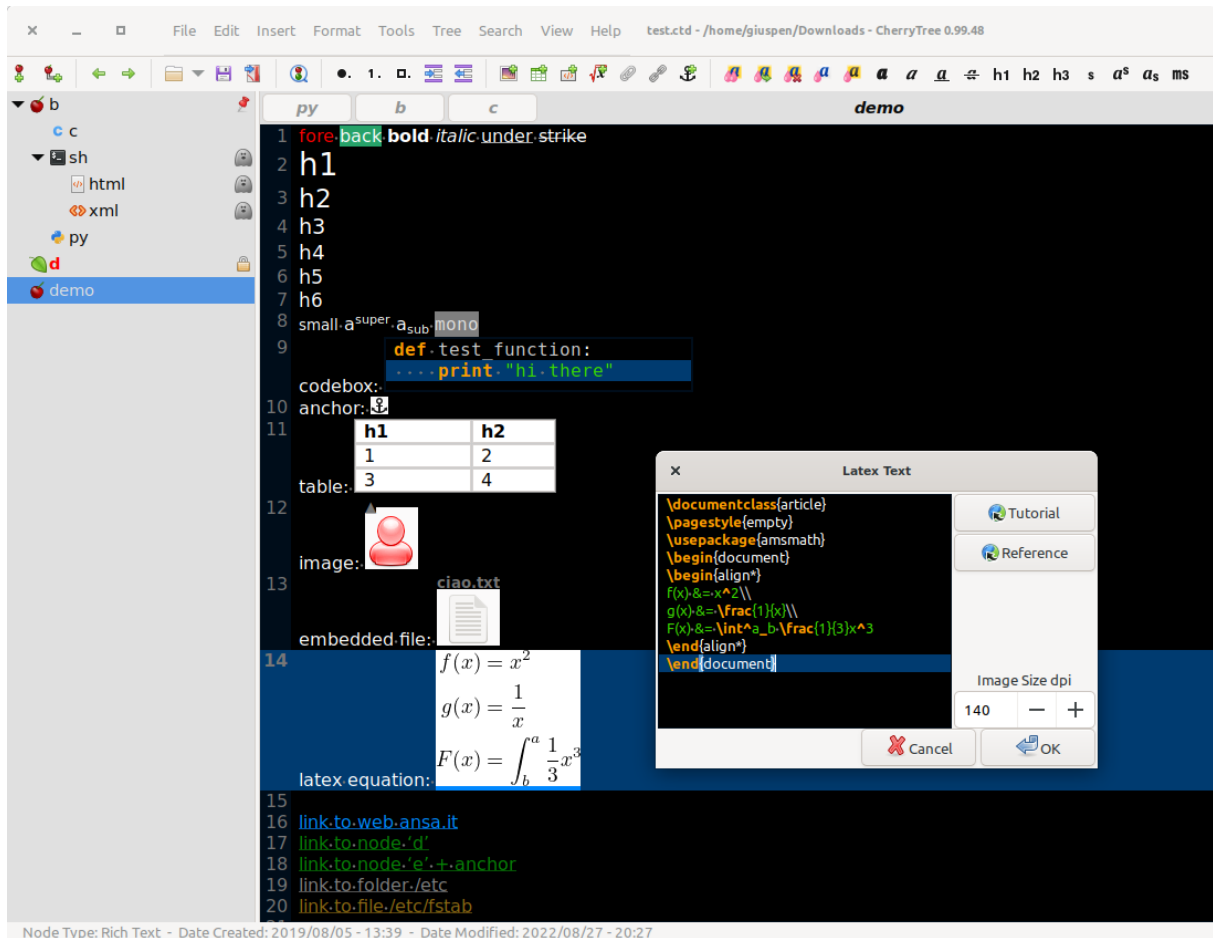 File Edit Insert Format Tools Tree Search View Help test.ctd - /home/giuspen/Downloads - CherryTree 0.99.48
1. h1 h2 h3 s aˢ aₛ ms
b
c c
sh
html
xml
py
d
demo
py b c demo
1 fore back bold italic under strike
2 h1
3 h2
4 h3
5 h4
6 h5
7 h6
8 small a super a sub mono
9 def test_function:
print "hi there"
codebox:
10 anchor:
11 h1 h2
1 2
3 4
table:
12 image:
13 ciao.txt
embedded file:
14 f(x) = x²
g(x) = 1/x
F(x) = ∫ᵃ_b 1/3 x³
latex equation:
15
16 link to web ansa.it
17 link to node ‘d’
18 link to node ‘e’ + anchor
19 link to folder /etc
20 link to file /etc/fstab
Latex Text
\documentclass{article}
\pagestyle{empty}
\usepackage{amsmath}
\begin{document}
\begin{align*}
f(x) &= x^2\\
g(x) &= \frac{1}{x}\\
F(x) &= \int^a_b \frac{1}{3}x^3
\end{align*}
\end{document}
Tutorial
Reference
Image Size dpi
140
Cancel OK
Node Type: Rich Text - Date Created: 2019/08/05 - 13:39 - Date Modified: 2022/08/27 - 20:27